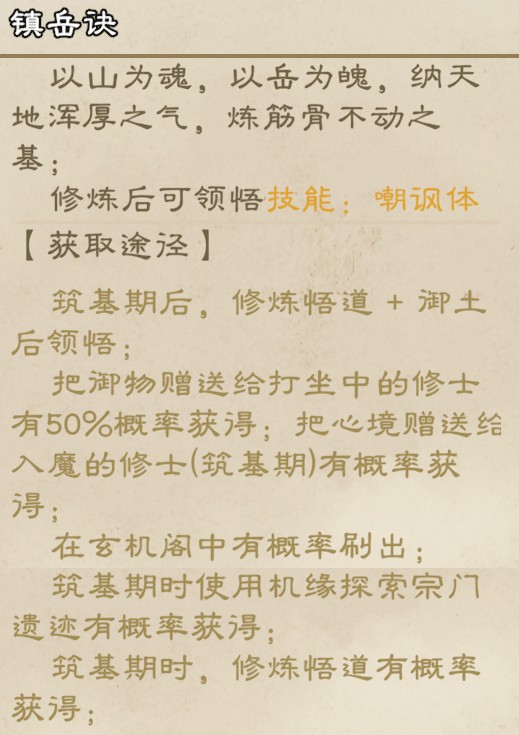 镇岳诀
以山为魂，以岳为魄，纳天
地浑厚之气，炼筋骨不动之
基；
修炼后可领悟技能：嘲讽体
【获取途径】
筑基期后，修炼悟道 + 御土
后领悟；
把御物赠送给打坐中的修士
有50%概率获得；把心境赠送给
入魔的修士(筑基期)有概率获
得；
在玄机阁中有概率刷出；
筑基期时使用机缘探索宗门
遗迹有概率获得；
筑基期时，修炼悟道有概率
获得；